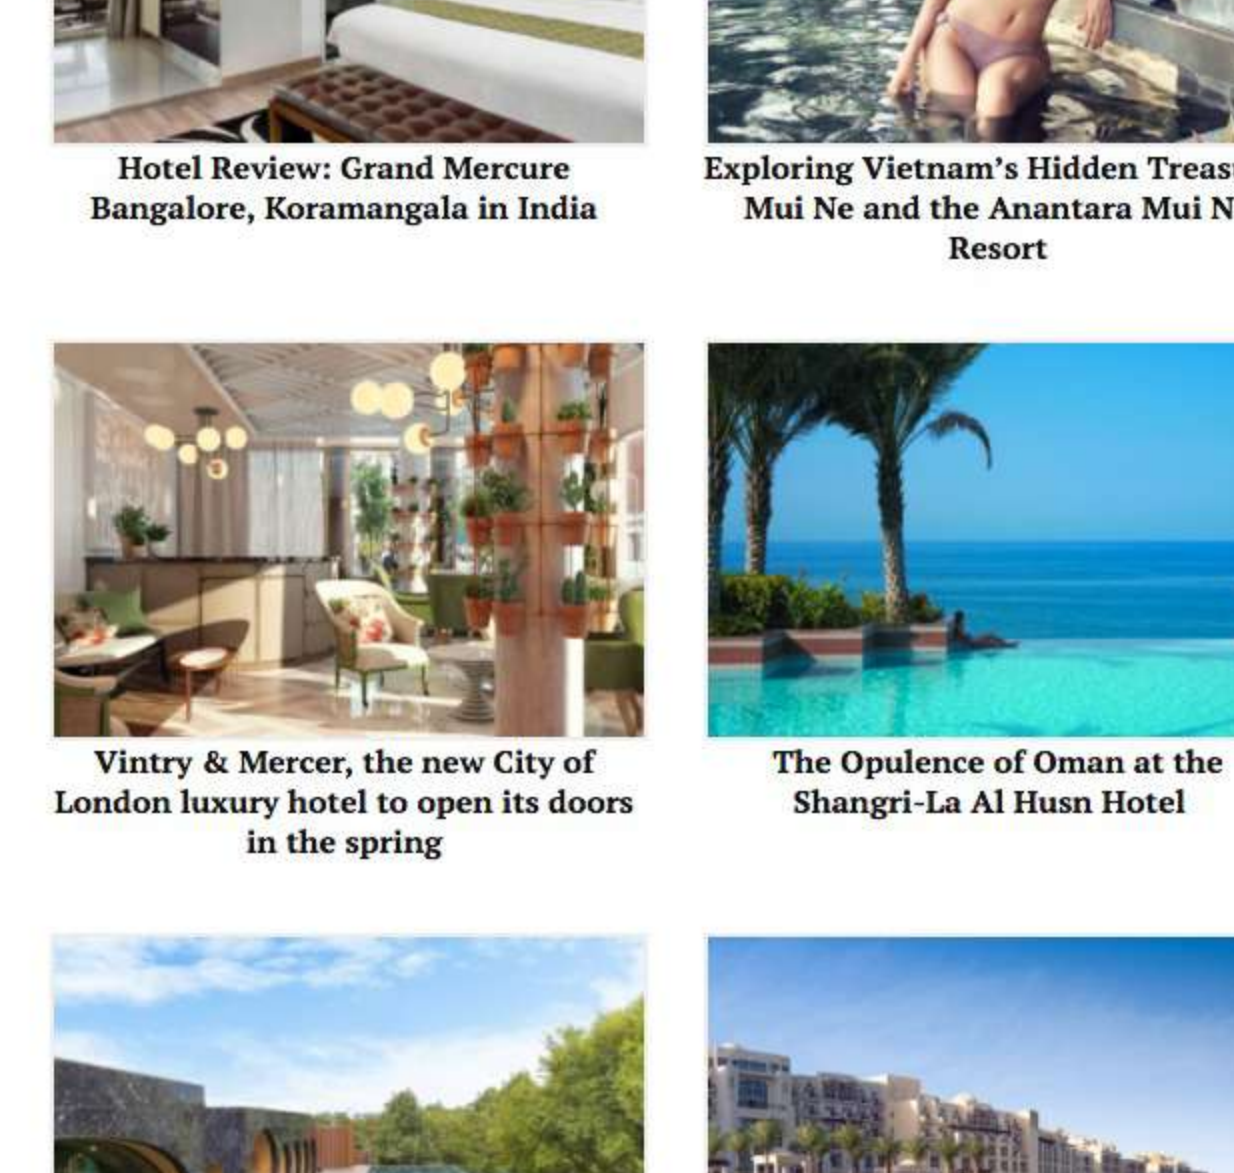 Hotel Review: Grand Mercure
Bangalore, Koramangala in India
Exploring Vietnam’s Hidden
Mui Ne and the Anantara Mui
Resort
Vintry & Mercer, the new City of
London luxury hotel to open its doors
in the spring
The Opulence of Oman at the
Shangri-La Al Husn Hotel